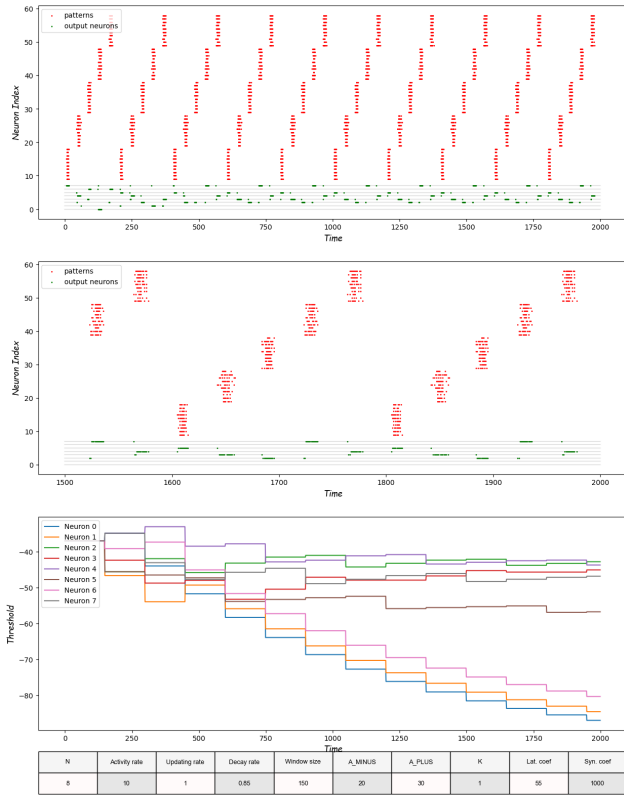 60
50
40
30
20
10
0
Neuron Index
patterns
output neurons
0 250 500 750 1000 1250 1500 1750 2000
Time
60
50
40
30
20
10
0
Neuron Index
patterns
output neurons
1500 1600 1700 1800 1900 2000
Time
−40
−50
−60
−70
−80
Threshold
Neuron 0
Neuron 1
Neuron 2
Neuron 3
Neuron 4
Neuron 5
Neuron 6
Neuron 7
0 250 500 750 1000 1250 1500 1750 2000
Time
N Activity rate Updating rate Decay rate Window size A_MINUS A_PLUS K Lat. coef Syn. coef
8 10 1 0.85 150 20 30 1 55 1000